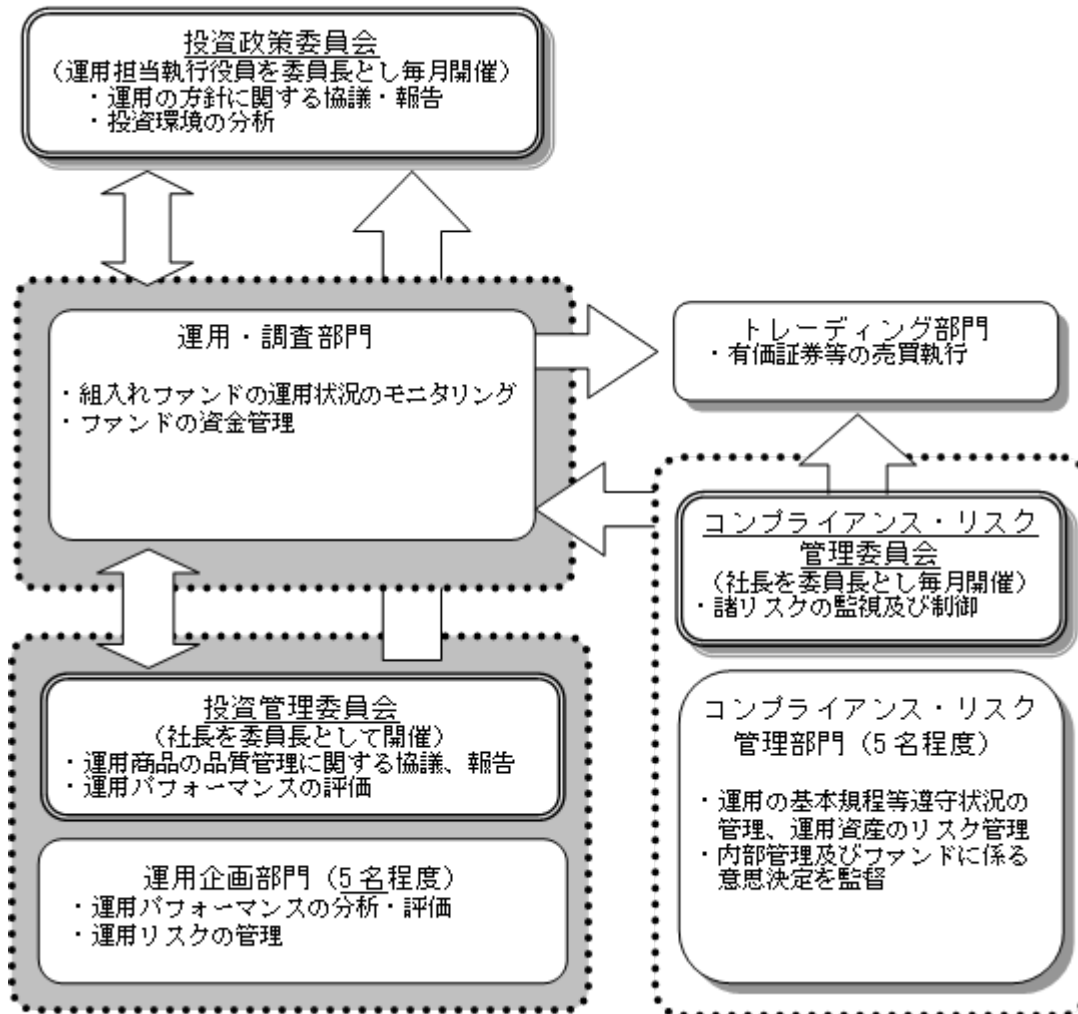 投資政策委員会
（運用担当執行役員を委員長とし毎月開催）
・運用の方針に関する協議・報告
・投資環境の分析
運用・調査部門
・組入れファンドの運用状況のモニタリング
・ファンドの資金管理
トレーディング部門
・有価証券等の売買執行
コンプライアンス・リスク
管理委員会
（社長を委員長とし毎月開催）
・諸リスクの監視及び制御
投資管理委員会
（社長を委員長として開催）
・運用商品の品質管理に関する協議、報告
・運用パフォーマンスの評価
運用企画部門（5名程度）
・運用パフォーマンスの分析・評価
・運用リスクの管理
コンプライアンス・リスク
管理部門（5名程度）
・運用の基本規程等遵守状況の
管理、運用資産のリスク管理
・内部管理及びファンドに係る
意思決定を監督